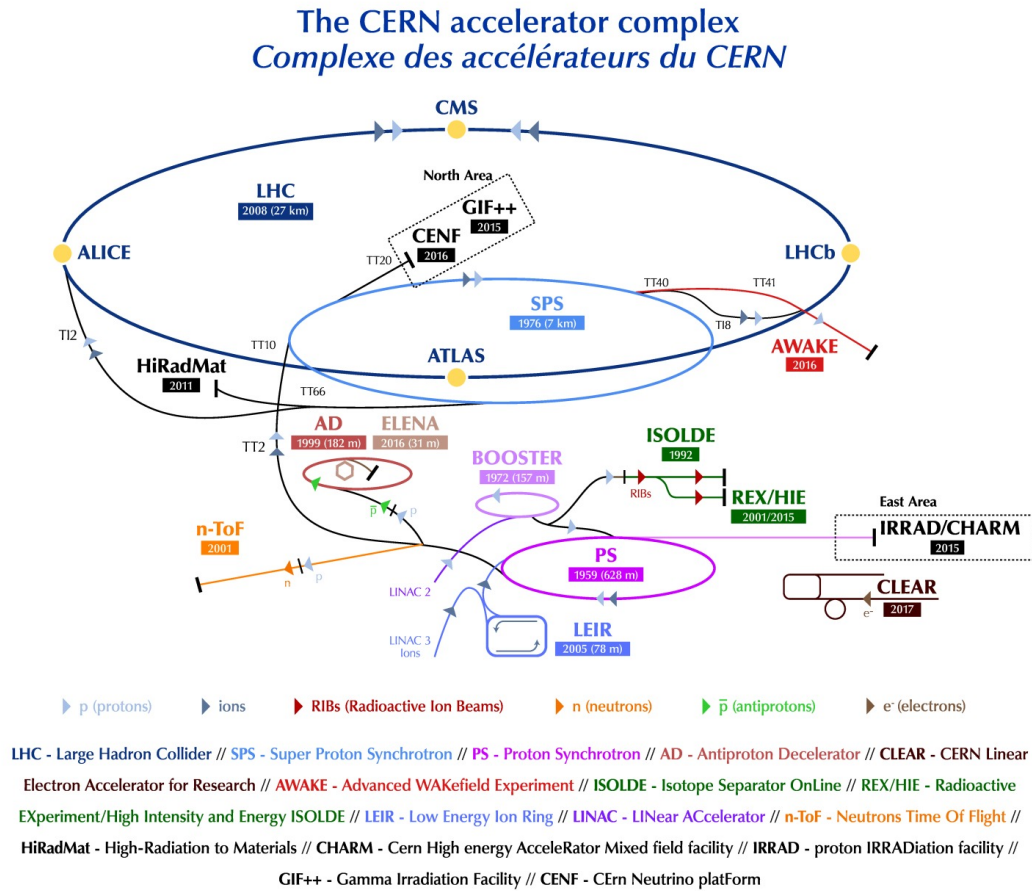 The CERN accelerator complex
Complexe des accélérateurs du CERN
CMS
North Area
LHC
2008 (27 km)
GIF++
2015
CENF
2016
TT20
ALICE
LHCb
TT40
TT41
SPS
1976 (7 km)
TI8
TI2
TT10
ATLAS
AWAKE
2016
HiRadMat
2011
TT66
AD
1999 (182 m)
ELENA
2016 (31 m)
TT2
ISOLDE
1992
BOOSTER
1972 (157 m)
RIBs
REX/HIE
2001/2015
East Area
p̅
p
n-ToF
2001
IRRAD/CHARM
2015
PS
1959 (628 m)
n
p
LINAC 2
CLEAR
2017
e-
LEIR
2005 (78 m)
LINAC 3
Ions
p (protons)
ions
RIBs (Radioactive Ion Beams)
n (neutrons)
p̅ (antiprotons)
e- (electrons)
LHC - Large Hadron Collider // SPS - Super Proton Synchrotron // PS - Proton Synchrotron // AD - Antiproton Decelerator // CLEAR - CERN Linear
Electron Accelerator for Research // AWAKE - Advanced WAKefield Experiment // ISOLDE - Isotope Separator OnLine // REX/HIE - Radioactive
EXperiment/High Intensity and Energy ISOLDE // LEIR - Low Energy Ion Ring // LINAC - LINear ACcelerator // n-ToF - Neutrons Time Of Flight //
HiRadMat - High-Radiation to Materials // CHARM - Cern High energy AcceleRator Mixed field facility // IRRAD - proton IRRADiation facility //
GIF++ - Gamma Irradiation Facility // CENF - CErn Neutrino platForm